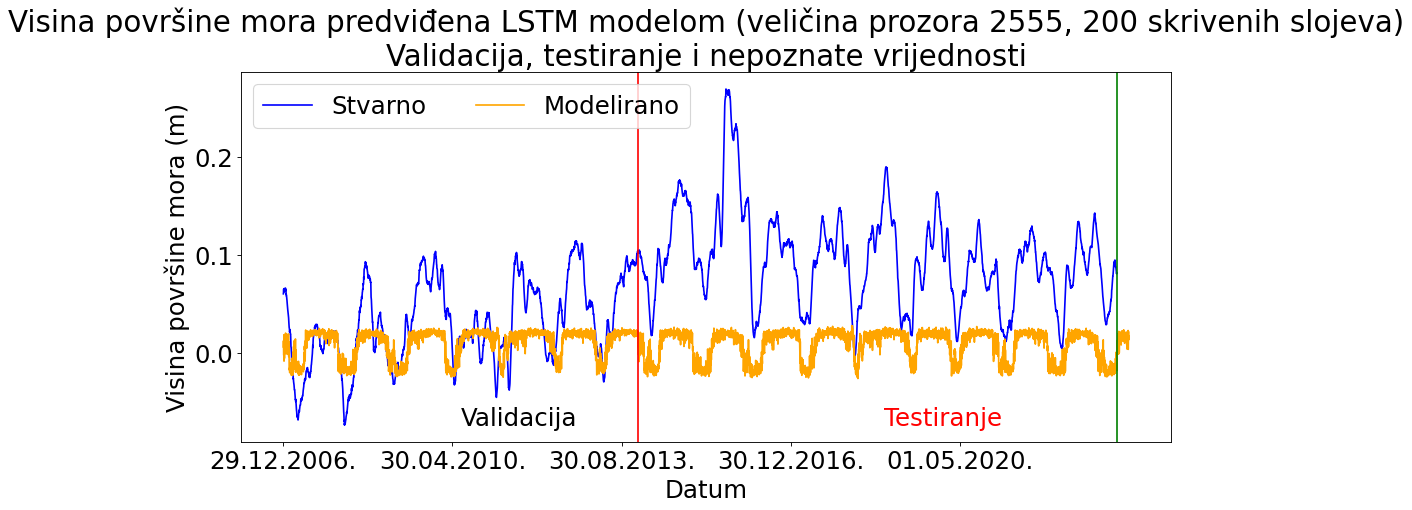 Visina površine mora predviđena LSTM modelom (veličina prozora 2555, 200 skrivenih slojeva)
Validacija, testiranje i nepoznate vrijednosti
Stvarno
Modelirano
Visina površine mora (m)
0.2
0.1
0.0
Validacija
Testiranje
29.12.2006.
30.04.2010.
30.08.2013.
30.12.2016.
01.05.2020.
Datum